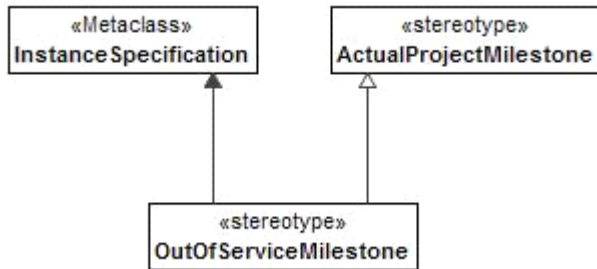 «Metaclass»
InstanceSpecification
«stereotype»
ActualProjectMilestone
«stereotype»
OutOfServiceMilestone